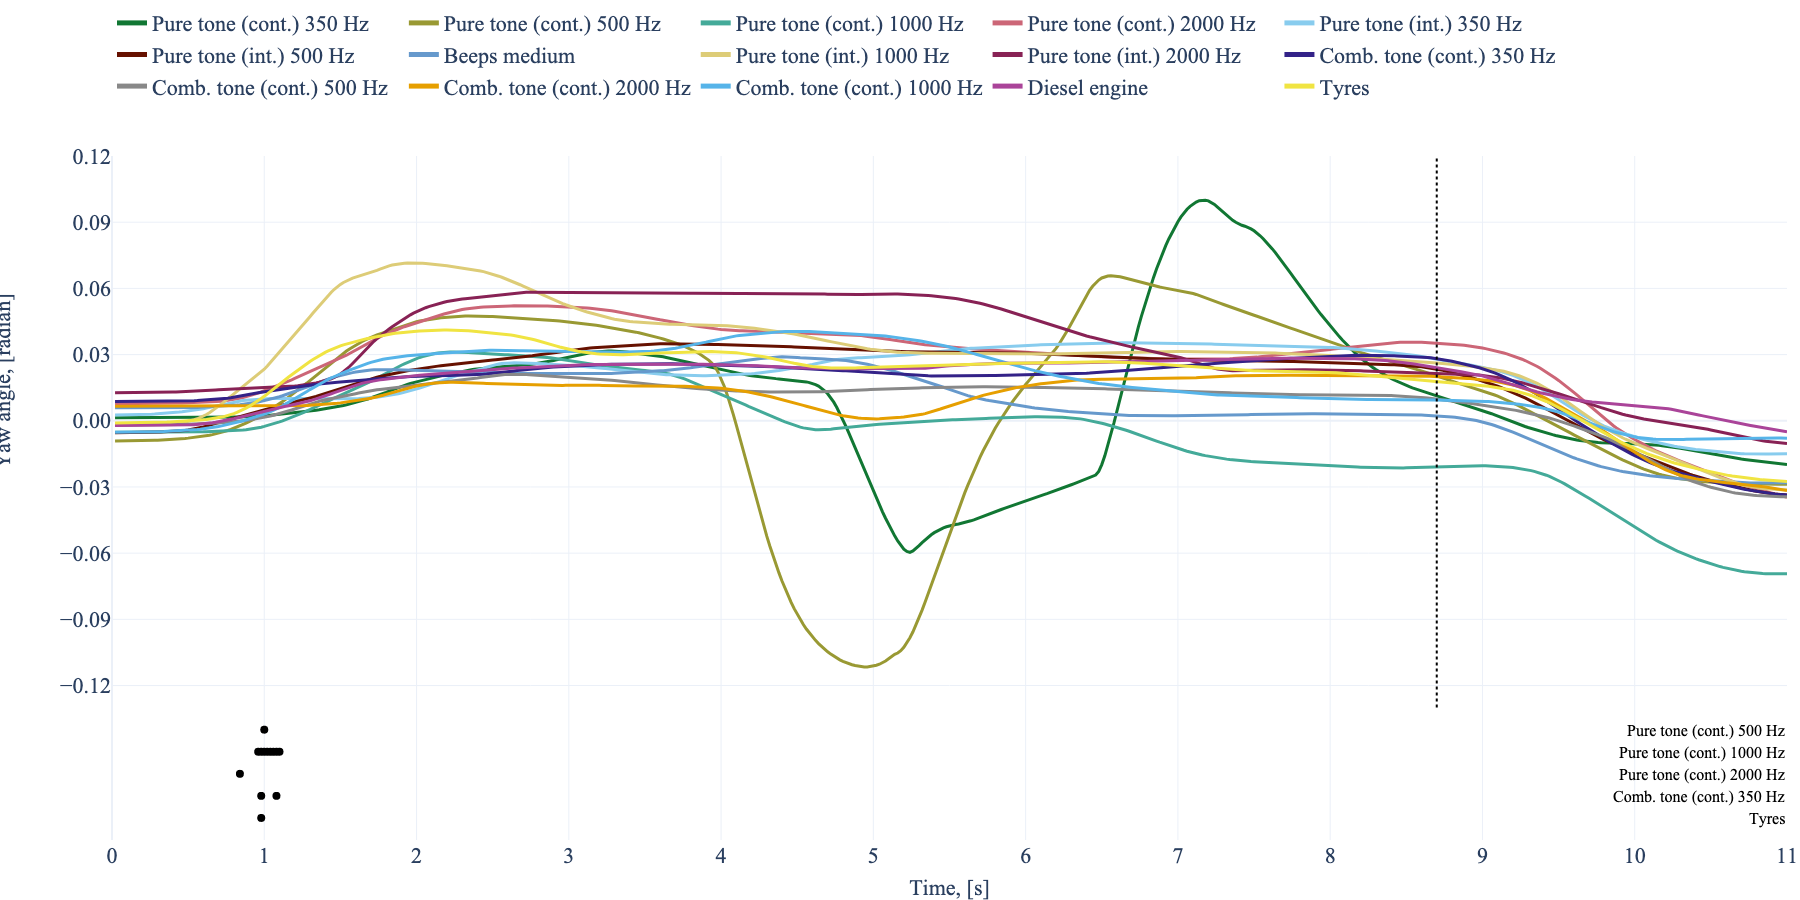 Pure tone (cont.) 350 Hz Pure tone (cont.) 500 Hz Pure tone (cont.) 1000 Hz Pure tone (cont.) 2000 Hz Pure tone (int.) 350 Hz
Pure tone (int.) 500 Hz Beeps medium Pure tone (int.) 1000 Hz Pure tone (int.) 2000 Hz Comb. tone (cont.) 350 Hz
Comb. tone (cont.) 500 Hz Comb. tone (cont.) 2000 Hz Comb. tone (cont.) 1000 Hz Diesel engine Tyres
Yaw angle, [radian]
0.12
0.09
0.06
0.03
0.00
−0.03
−0.06
−0.09
−0.12
Pure tone (cont.) 500 Hz
Pure tone (cont.) 1000 Hz
Pure tone (cont.) 2000 Hz
Comb. tone (cont.) 350 Hz
Tyres
0 1 2 3 4 5 6 7 8 9 10 11
Time, [s]